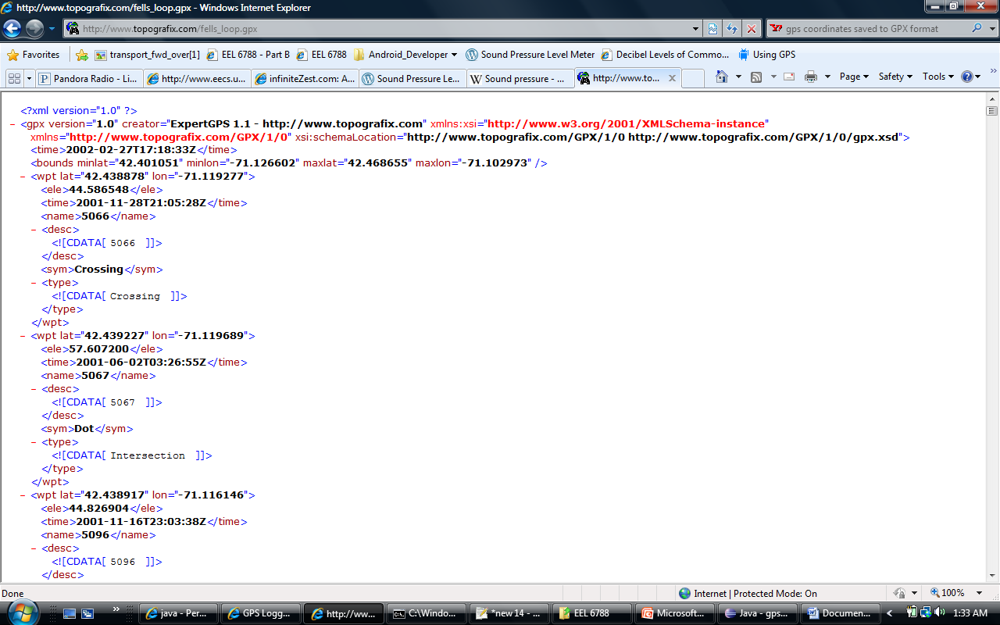 http://www.topografix.com/fells_loop.gpx - Windows Internet Explorer
http://www.topografix.com/fells_loop.gpx
gps coordinates saved to GPX format
Favorites transport_fwd_over[1] EEL 6788 - Part B EEL 6788 Android_Developer Sound Pressure Level Meter Decibel Levels of Commo... Using GPS
Pandora Radio - Li... http://www.eecs.u... infiniteZest.com: A... Sound Pressure Le... Sound pressure - ... http://www.to... Page Safety Tools
<?xml version="1.0" ?>
- <gpx version="1.0" creator="ExpertGPS 1.1 - http://www.topografix.com" xmlns:xsi="http://www.w3.org/2001/XMLSchema-instance"
xmlns="http://www.topografix.com/GPX/1/0" xsi:schemaLocation="http://www.topografix.com/GPX/1/0 http://www.topografix.com/GPX/1/0/gpx.xsd">
<time>2002-02-27T17:18:33Z</time>
<bounds minlat="42.401051" minlon="-71.126602" maxlat="42.468655" maxlon="-71.102973" />
- <wpt lat="42.438878" lon="-71.119277">
<ele>44.586548</ele>
<time>2001-11-28T21:05:28Z</time>
<name>5066</name>
- <desc>
<![CDATA[ 5066 ]]>
</desc>
<sym>Crossing</sym>
- <type>
<![CDATA[ Crossing ]]>
</type>
</wpt>
- <wpt lat="42.439227" lon="-71.119689">
<ele>57.607200</ele>
<time>2001-06-02T03:26:55Z</time>
<name>5067</name>
- <desc>
<![CDATA[ 5067 ]]>
</desc>
<sym>Dot</sym>
- <type>
<![CDATA[ Intersection ]]>
</type>
</wpt>
- <wpt lat="42.438917" lon="-71.116146">
<ele>44.826904</ele>
<time>2001-11-16T23:03:38Z</time>
<name>5096</name>
- <desc>
<![CDATA[ 5096 ]]>
</desc>
Done Internet | Protected Mode: On 100%
java - Per... GPS Logg... http://ww... C:\Windo... *new 14 - ... EEL 6788 Microsoft... Java - gps... Documen... 1:33 AM